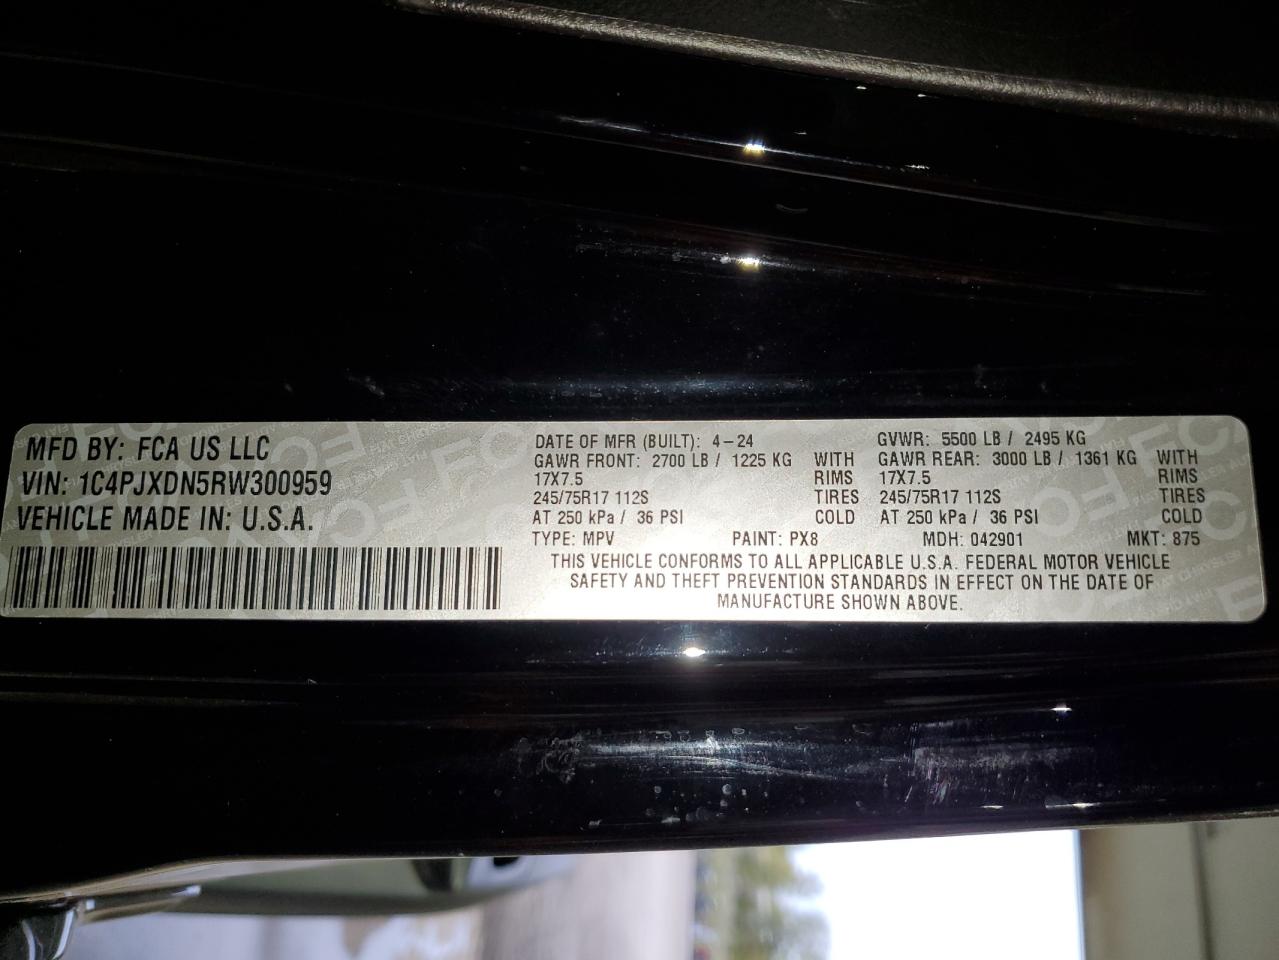 MFD BY: FCA US LLC
VIN: 1C4PJXDN5RW300959
VEHICLE MADE IN: U.S.A.
DATE OF MFR (BUILT): 4-24 GVWR: 5500 LB / 2495 KG
GAWR FRONT: 2700 LB / 1225 KG WITH GAWR REAR: 3000 LB / 1361 KG WITH
17X7.5 RIMS 17X7.5 RIMS
245/75R17 112S TIRES 245/75R17 112S TIRES
AT 250 kPa / 36 PSI COLD AT 250 kPa / 36 PSI COLD
TYPE: MPV PAINT: PX8 MDH: 042901 MKT: 875
THIS VEHICLE CONFORMS TO ALL APPLICABLE U.S.A. FEDERAL MOTOR VEHICLE
SAFETY AND THEFT PREVENTION STANDARDS IN EFFECT ON THE DATE OF
MANUFACTURE SHOWN ABOVE.